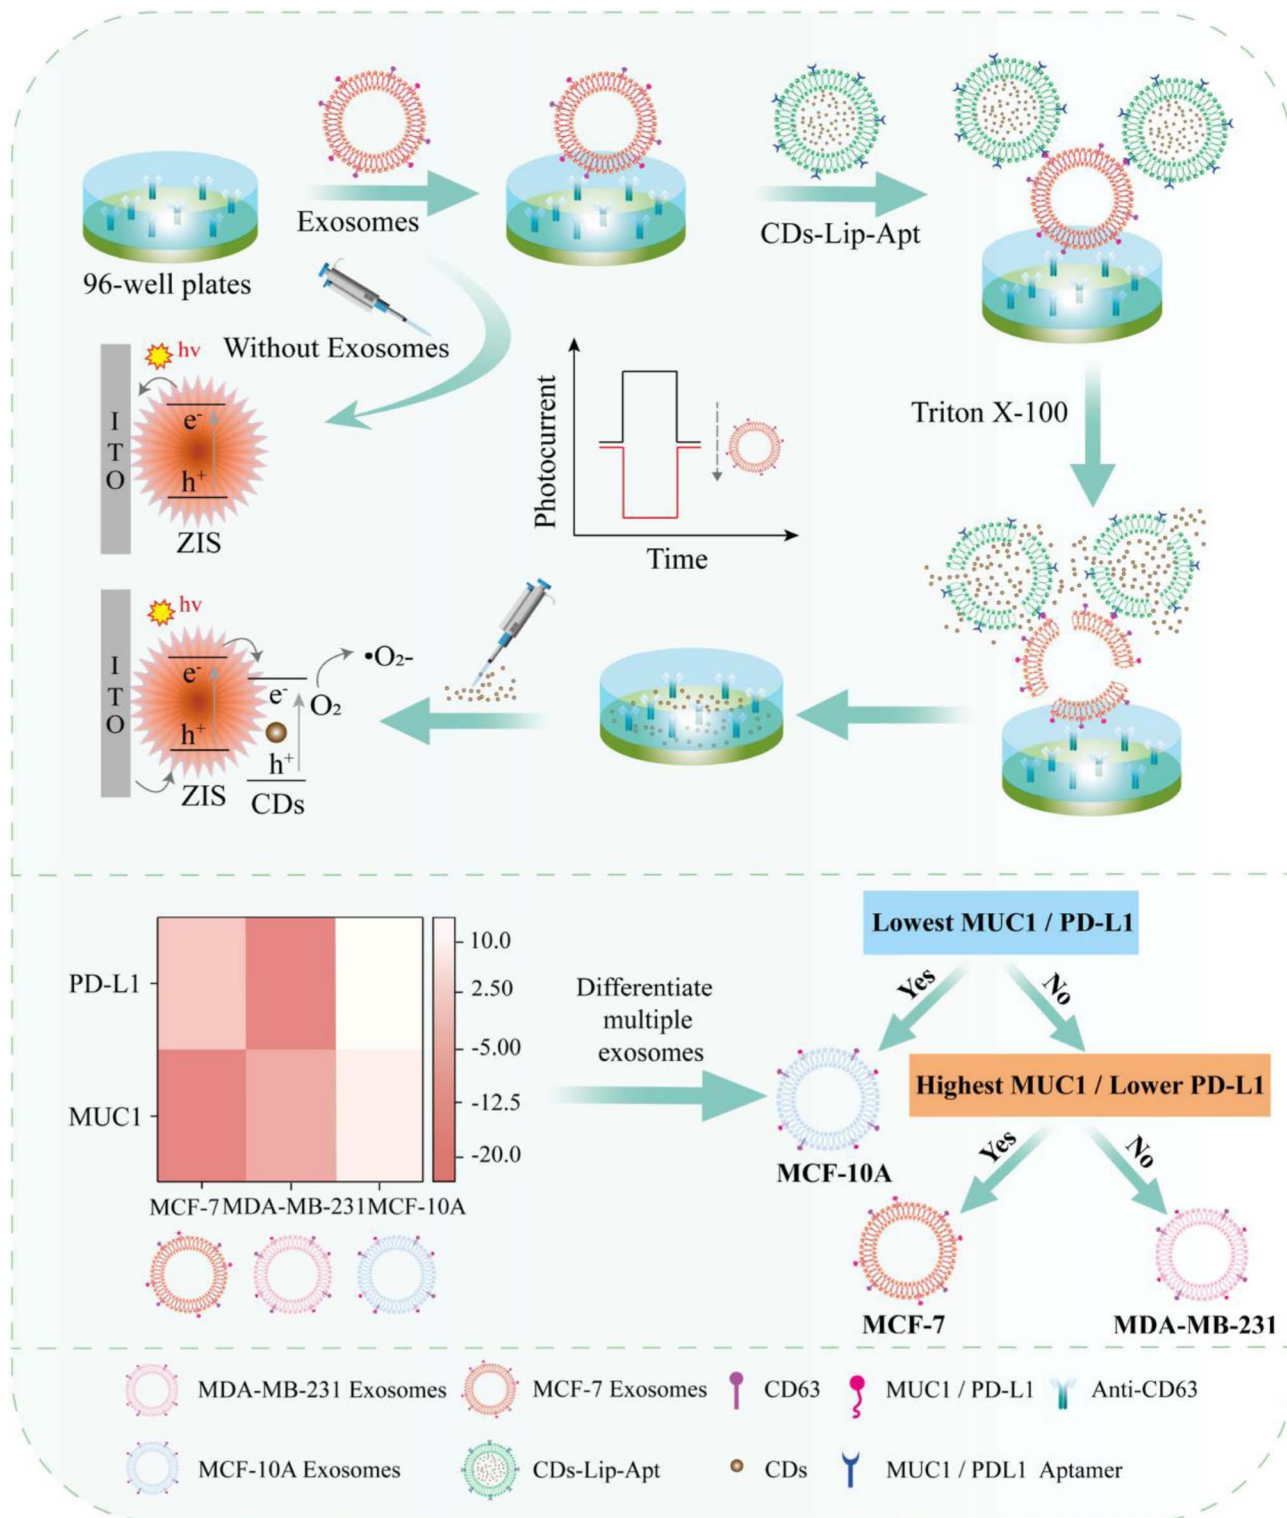 Exosomes
CDs-Lip-Apt
96-well plates
Without Exosomes
hν
I
T
O
e-
h+
ZIS
Photocurrent
Time
Triton X-100
hν
I
T
O
e-
h+
ZIS
e-
h+
CDs
O₂
•O₂-
PD-L1
MUC1
MCF-7
MDA-MB-231
MCF-10A
10.0
2.50
-5.00
-12.5
-20.0
Differentiate
multiple
exosomes
Lowest MUC1 / PD-L1
Yes
No
MCF-10A
Highest MUC1 / Lower PD-L1
Yes
No
MCF-7
MDA-MB-231
MDA-MB-231 Exosomes
MCF-7 Exosomes
CD63
MUC1 / PD-L1
Anti-CD63
MCF-10A Exosomes
CDs-Lip-Apt
CDs
MUC1 / PDL1 Aptamer